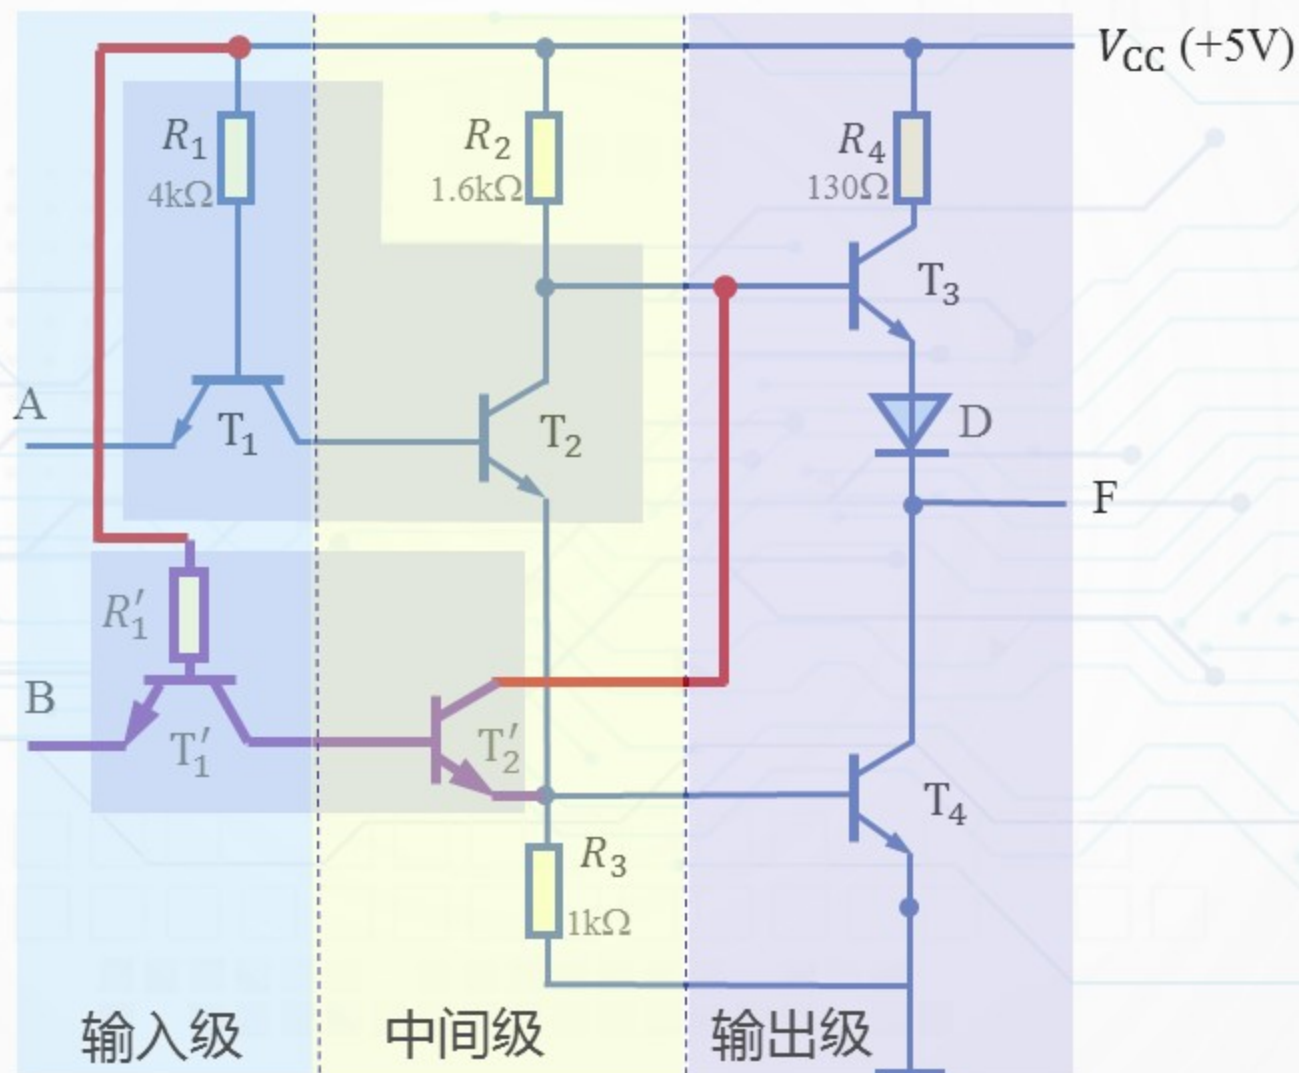 V_CC (+5V)
R₁
4kΩ
R₂
1.6kΩ
R₄
130Ω
T₃
A
T₁
T₂
D
F
R₁′
B
T₁′
T₂′
T₄
R₃
1kΩ
输入级
中间级
输出级